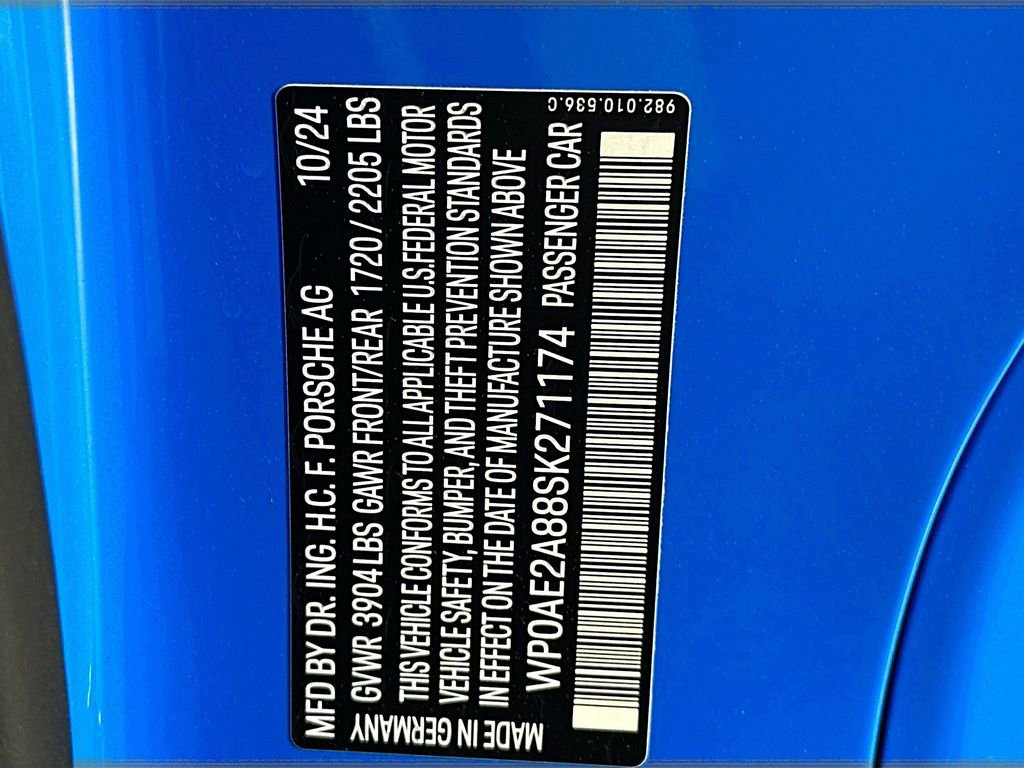 MFD BY DR. ING. H.C. F. PORSCHE AG 10/24
GVWR 3904 LBS GAWR FRONT/REAR 1720 / 2205 LBS
THIS VEHICLE CONFORMS TO ALL APPLICABLE U.S. FEDERAL MOTOR
VEHICLE SAFETY, BUMPER, AND THEFT PREVENTION STANDARDS
IN EFFECT ON THE DATE OF MANUFACTURE SHOWN ABOVE
WP0AE2A88SK271174 PASSENGER CAR
MADE IN GERMANY
982.010.536.C